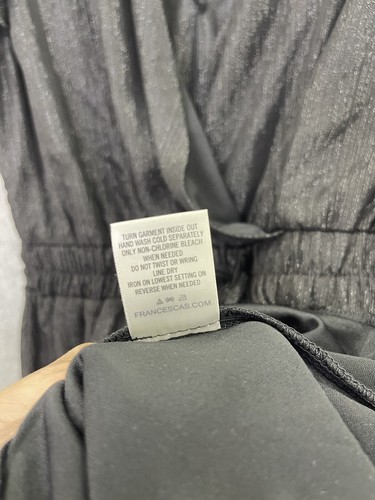 TURN GARMENT INSIDE OUT
HAND WASH COLD SEPARATELY
ONLY NON-CHLORINE BLEACH
WHEN NEEDED
DO NOT TWIST OR WRING
LINE DRY
IRON ON LOWEST SETTING ON
REVERSE WHEN NEEDED
FRANCESCAS.COM